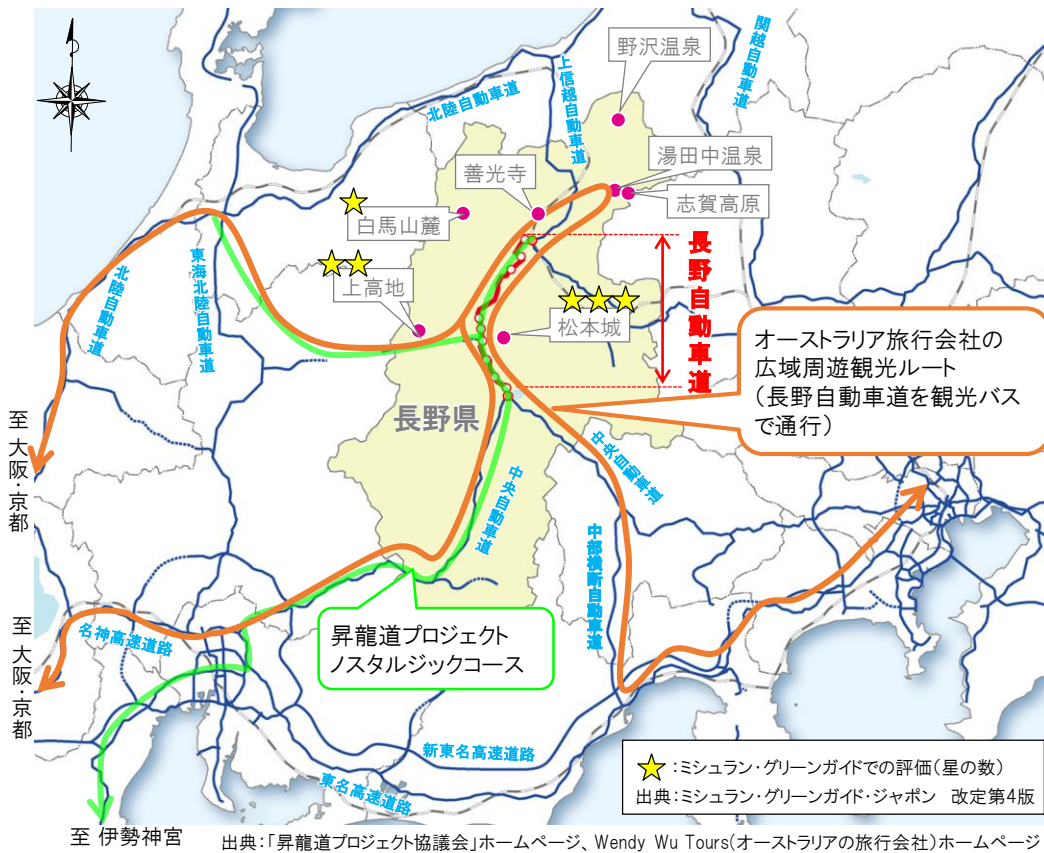 野沢温泉
関越自動車道
上信越自動車道
北陸自動車道
湯田中温泉
善光寺
志賀高原
白馬山麓
東海北陸自動車道
北陸自動車道
上高地
松本城
長野自動車道
オーストラリア旅行会社の
広域周遊観光ルート
(長野自動車道を観光バス
で通行)
長野県
至 大阪・京都
中央自動車道
中央自動車道
中部横断自動車道
昇龍道プロジェクト
ノスタルジックコース
名神高速道路
至 大阪・京都
新東名高速道路
東名高速道路
:ミシュラン・グリーンガイドでの評価(星の数)
出典:ミシュラン・グリーンガイド・ジャポン 改定第4版
至 伊勢神宮
出典:「昇龍道プロジェクト協議会」ホームページ、Wendy Wu Tours(オーストラリアの旅行会社)ホームページ